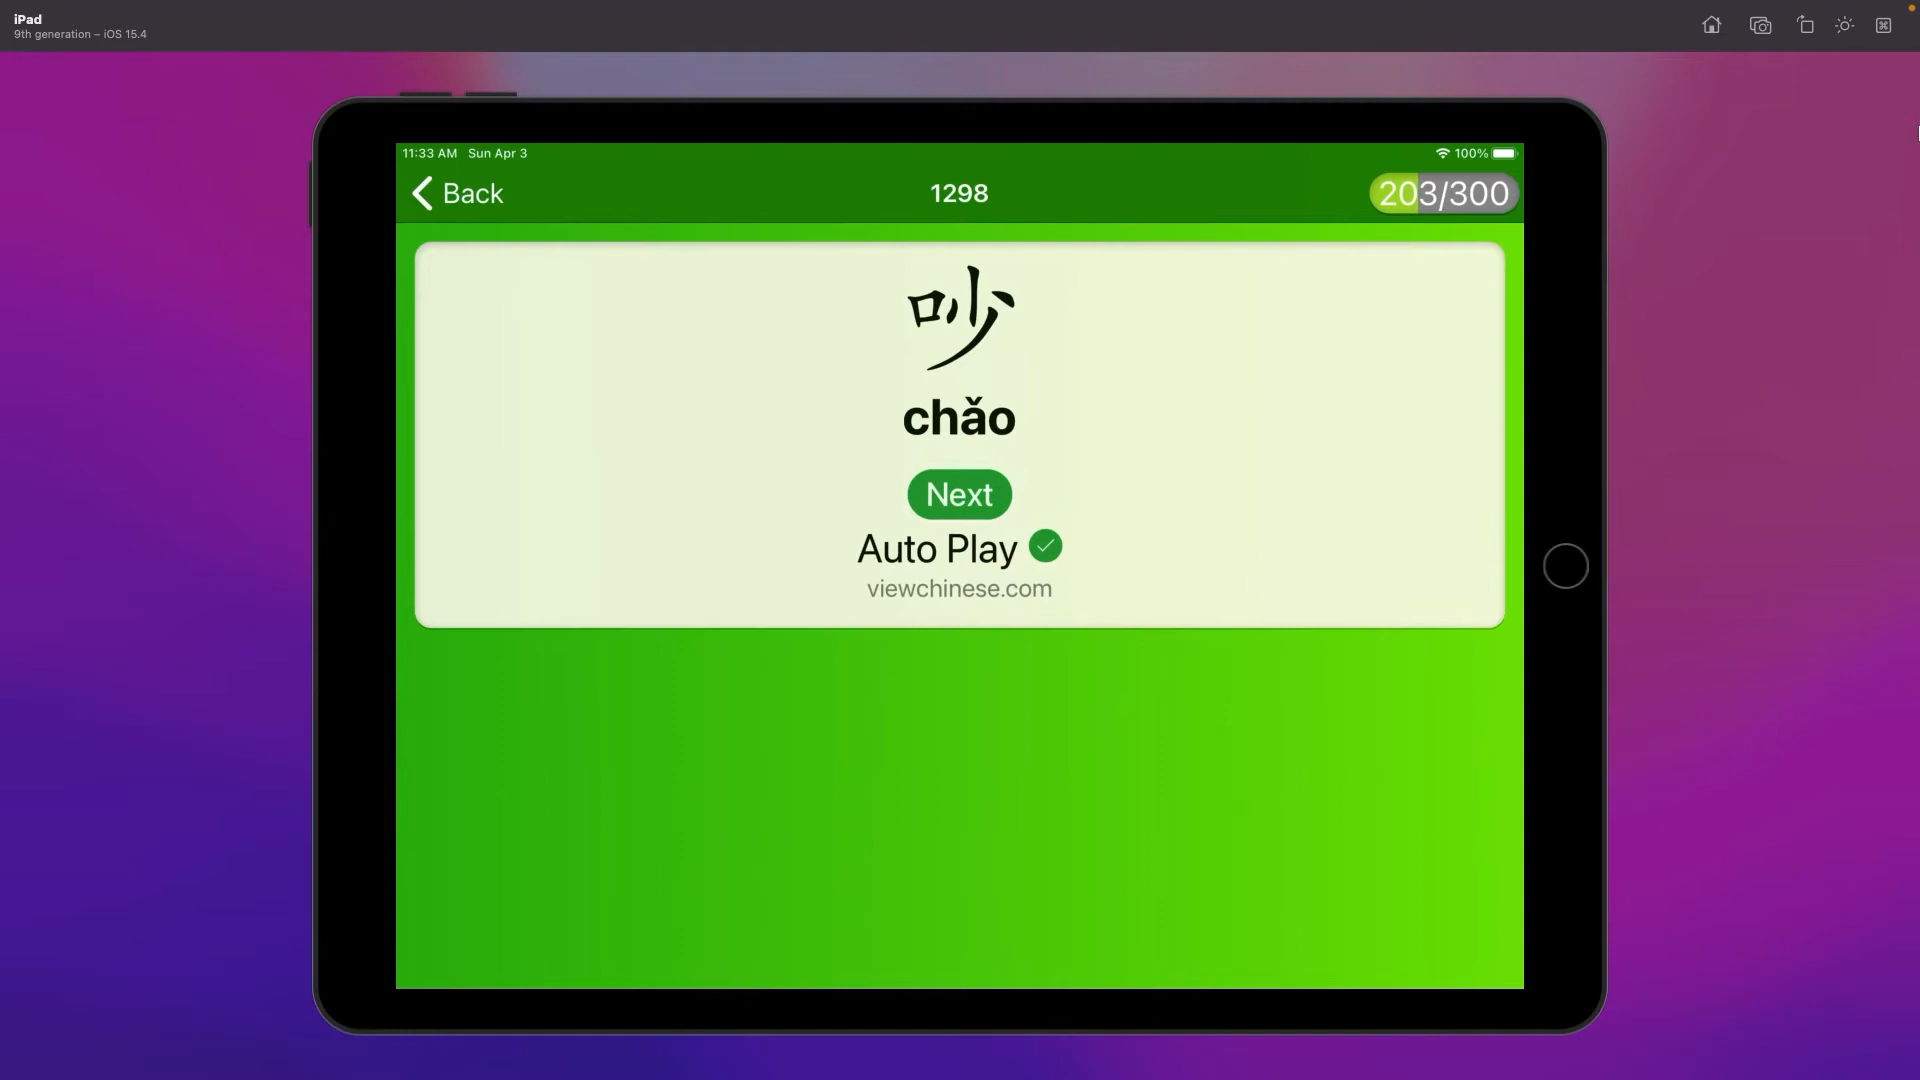 iPad
9th generation – iOS 15.4
11:33 AM Sun Apr 3
100%
Back
1298
203/300
吵
chǎo
Next
Auto Play
viewchinese.com